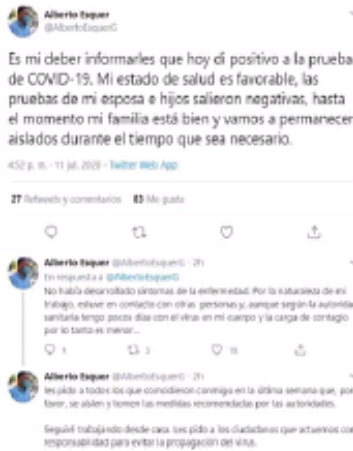 Alberto Esquer
@AlbertoEsquerG
Es mi deber informarles que hoy di positivo a la prueba
de COVID-19. Mi estado de salud es favorable, las
pruebas de mi esposa e hijos salieron negativas, hasta
el momento mi familia está bien y vamos a permanecer
aislados durante el tiempo que sea necesario.
4:52 p. m. · 11 jul. 2020 · Twitter Web App
27 Retweets y comentarios 83 Me gusta
Alberto Esquer @AlbertoEsquerG · 2h
En respuesta a @AlbertoEsquerG
No había desarrollado síntomas de la enfermedad. Por la naturaleza de mi
trabajo, estuve en contacto con otras personas y, aunque según la autoridad
sanitaria tengo pocos días con el virus en mi cuerpo y la carga de contagio
por lo tanto es menor...
1 3 11
Alberto Esquer @AlbertoEsquerG · 2h
les pido a todos los que coincidieron conmigo en la última semana que, por
favor, se aíslen y tomen las medidas recomendadas por las autoridades.
Seguiré trabajando desde casa. Les pido a los ciudadanos que actuemos con
responsabilidad para evitar la propagación del virus.